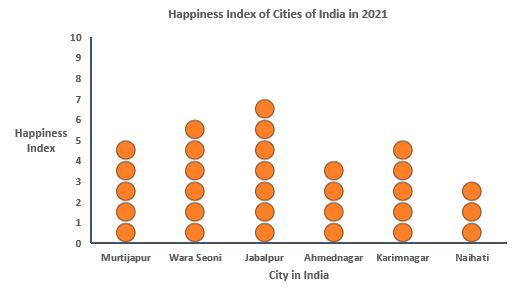 Happiness Index of Cities of India in 2021
10
9
8
7
6
5
4
3
2
1
0
Happiness
Index
Murtijapur Wara Seoni Jabalpur Ahmednagar Karimnagar Naihati
City in India